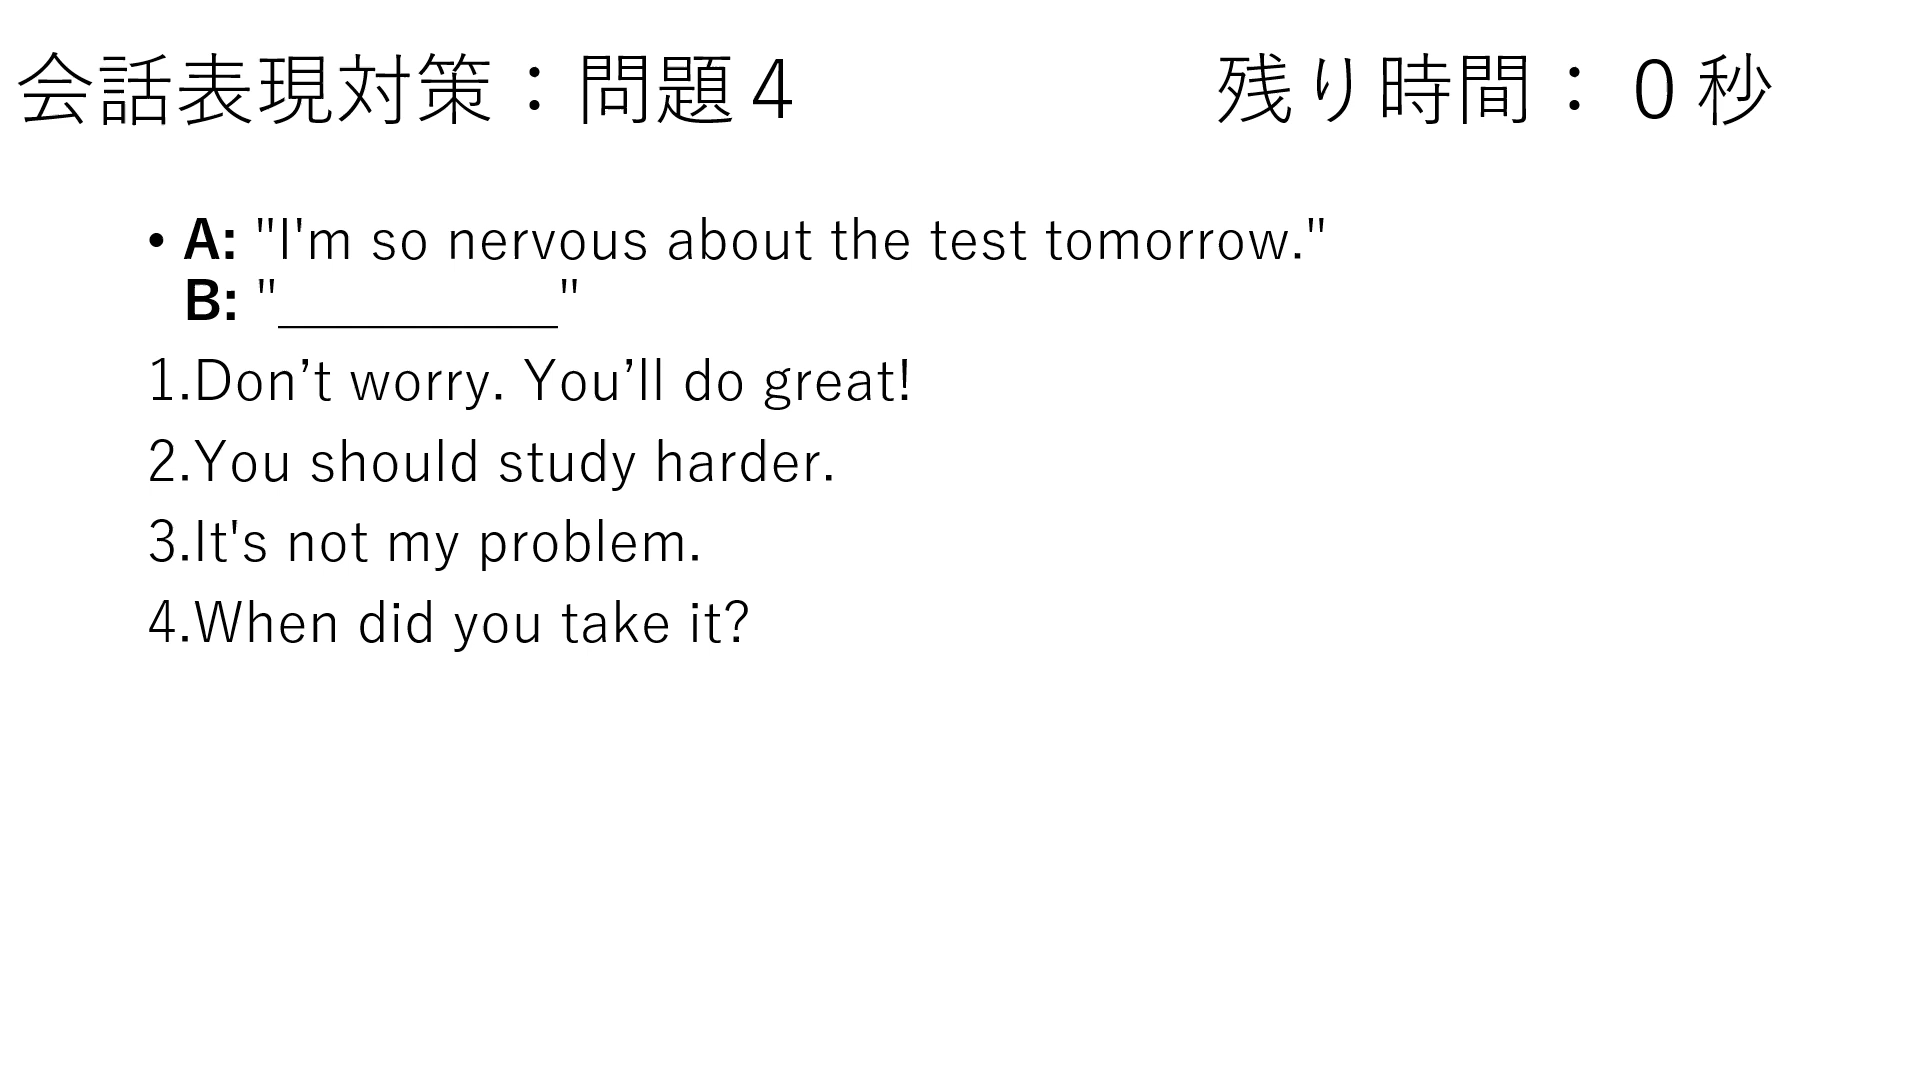 会話表現対策：問題４
残り時間：０秒
• A: "I'm so nervous about the test tomorrow."
B: "__________"
1.Don’t worry. You’ll do great!
2.You should study harder.
3.It's not my problem.
4.When did you take it?